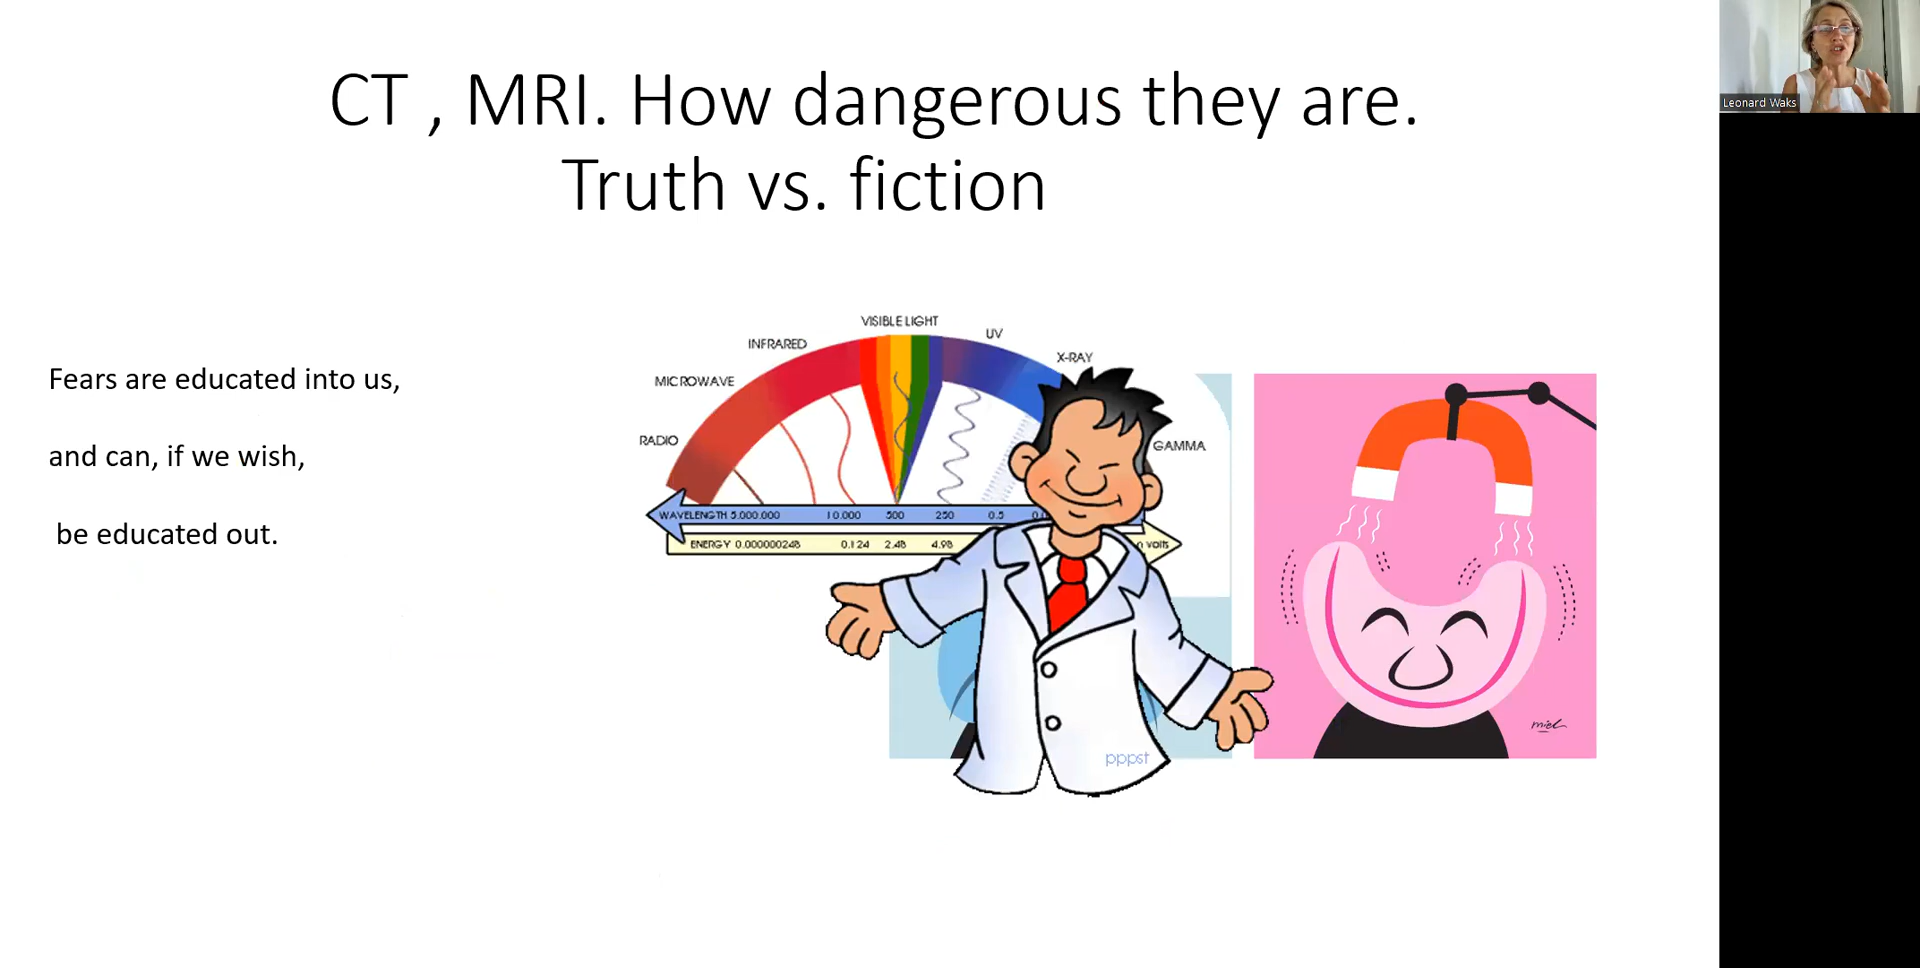 CT , MRI. How dangerous they are.
Truth vs. fiction
Leonard Waks
Fears are educated into us,
and can, if we wish,
be educated out.
VISIBLE LIGHT
UV
INFRARED
X-RAY
MICROWAVE
RADIO
GAMMA
WAVELENGTH 5.000.000 10.000 500 250 0.5
ENERGY 0.000000248 0.124 2.48 4.98 volts
pppst
miel